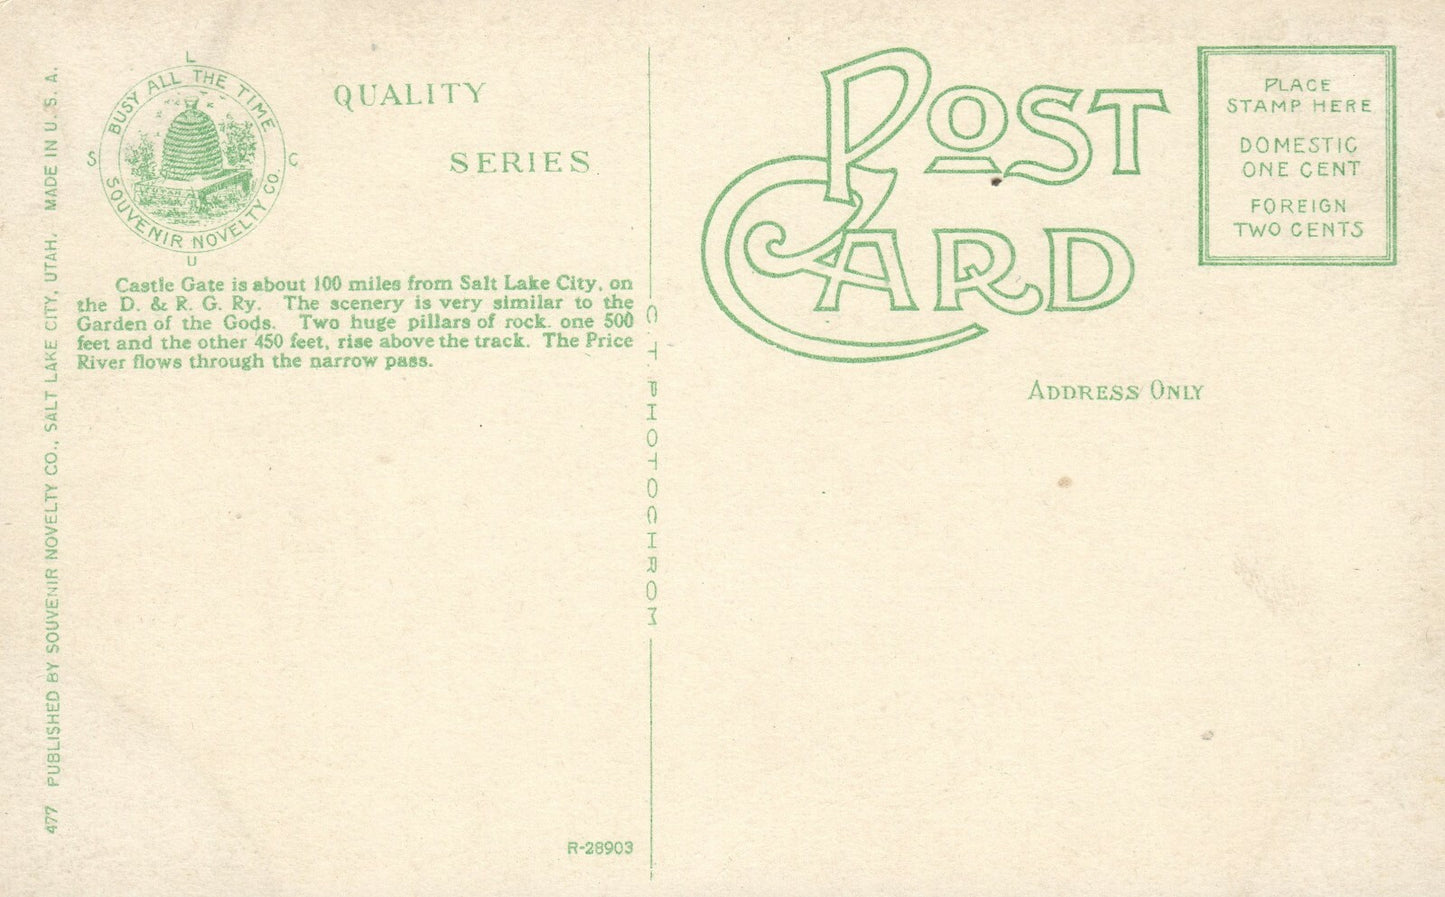 L
BUSY ALL THE TIME
S C
SOUVENIR NOVELTY CO.
U
QUALITY
SERIES
Castle Gate is about 100 miles from Salt Lake City, on
the D. & R. G. Ry. The scenery is very similar to the
Garden of the Gods. Two huge pillars of rock. one 500
feet and the other 450 feet, rise above the track. The Price
River flows through the narrow pass.
477 PUBLISHED BY SOUVENIR NOVELTY CO., SALT LAKE CITY, UTAH. MADE IN U. S. A.
C. T. PHOTOCHROM
R-28903
POST
CARD
ADDRESS ONLY
PLACE
STAMP HERE
DOMESTIC
ONE CENT
FOREIGN
TWO CENTS